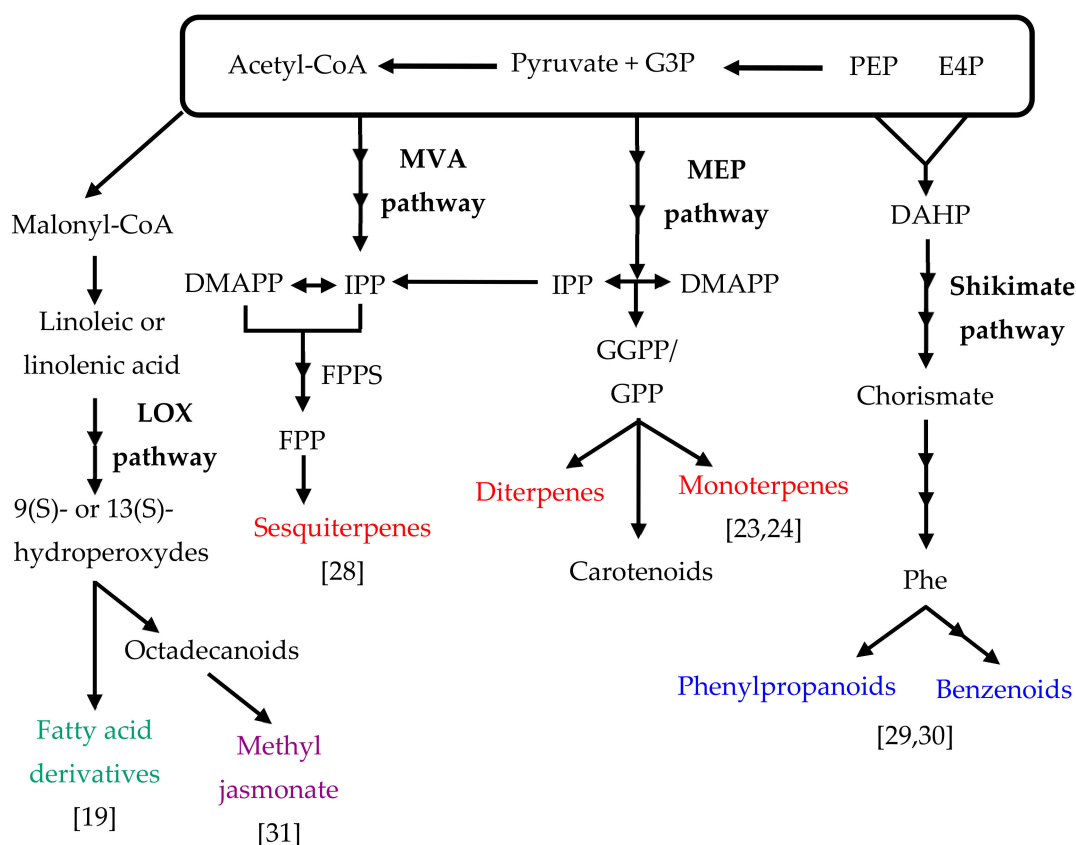 Acetyl-CoA
Pyruvate + G3P
PEP
E4P
MVA
pathway
MEP
pathway
Malonyl-CoA
DAHP
DMAPP
IPP
IPP
DMAPP
Shikimate
pathway
Linoleic or
linolenic acid
FPPS
GGPP/
GPP
Chorismate
LOX
pathway
FPP
9(S)- or 13(S)-
hydroperoxydes
Sesquiterpenes
[28]
Diterpenes
Monoterpenes
[23,24]
Carotenoids
Phe
Octadecanoids
Phenylpropanoids
Benzenoids
[29,30]
Fatty acid
derivatives
[19]
Methyl
jasmonate
[31]